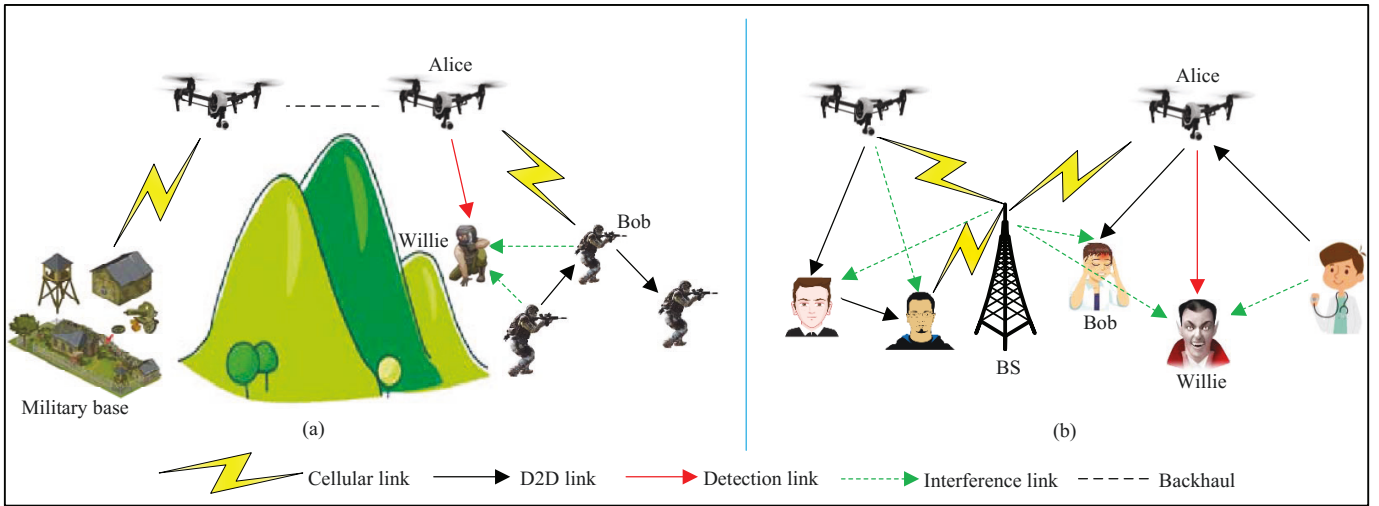 Alice
Willie
Bob
Military base
(a)
Alice
Bob
BS
Willie
(b)
Cellular link
D2D link
Detection link
Interference link
Backhaul